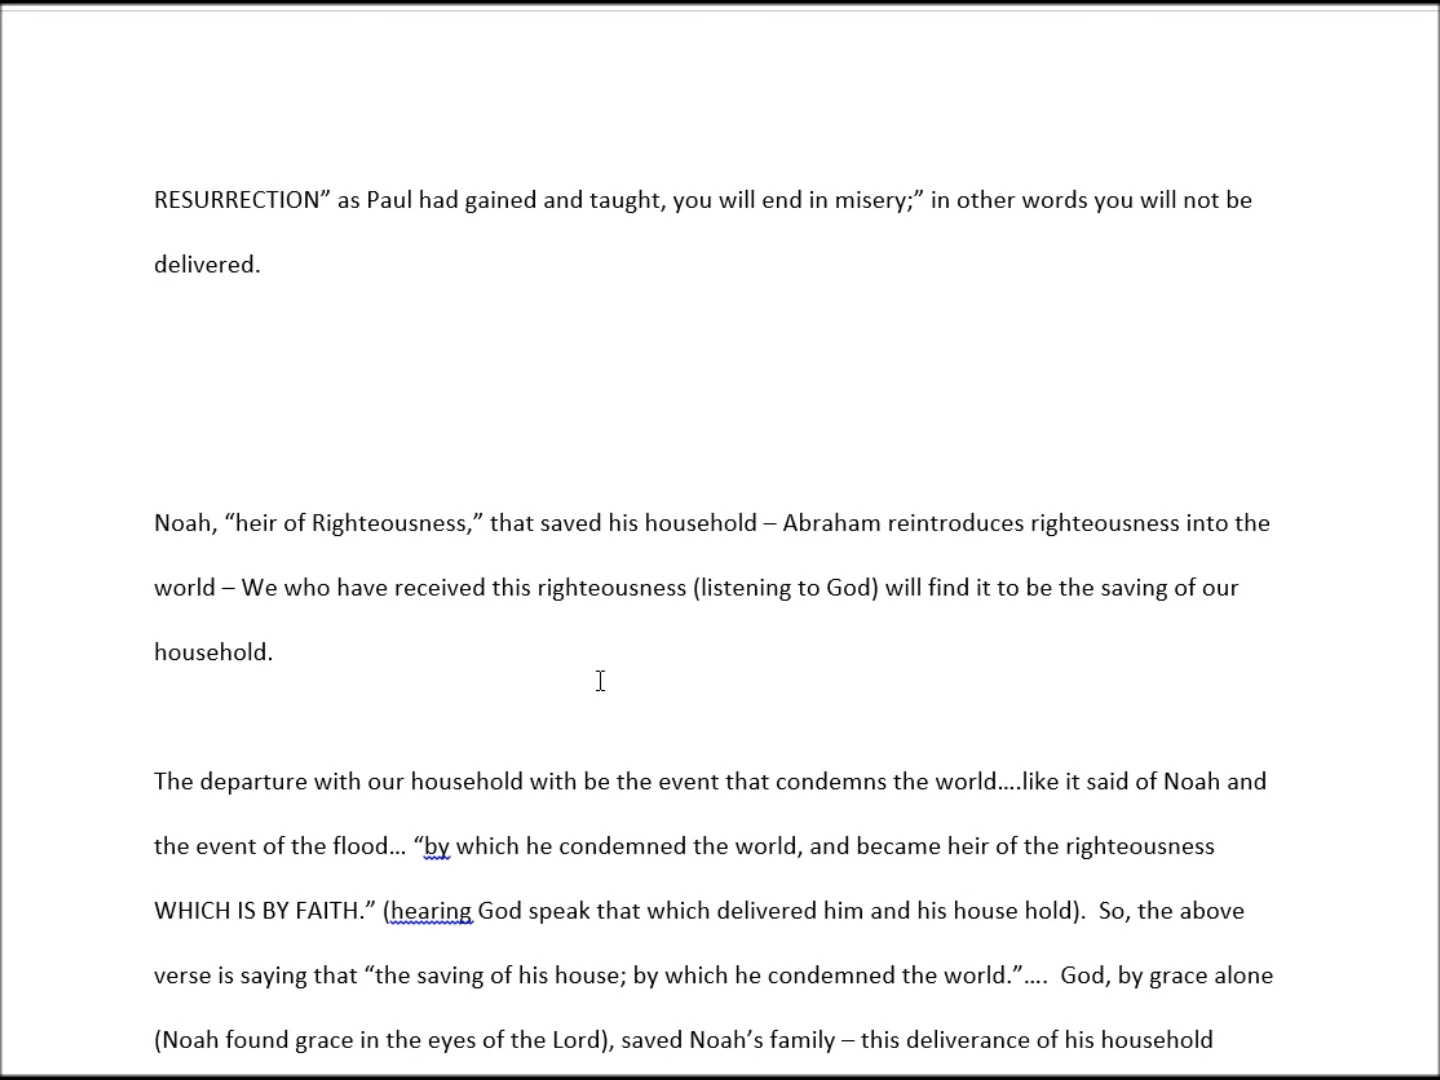 RESURRECTION” as Paul had gained and taught, you will end in misery;” in other words you will not be
delivered.
Noah, “heir of Righteousness,” that saved his household – Abraham reintroduces righteousness into the
world – We who have received this righteousness (listening to God) will find it to be the saving of our
household.
The departure with our household with be the event that condemns the world….like it said of Noah and
the event of the flood… “by which he condemned the world, and became heir of the righteousness
WHICH IS BY FAITH.” (hearing God speak that which delivered him and his house hold).  So, the above
verse is saying that “the saving of his house; by which he condemned the world.”….  God, by grace alone
(Noah found grace in the eyes of the Lord), saved Noah’s family – this deliverance of his household